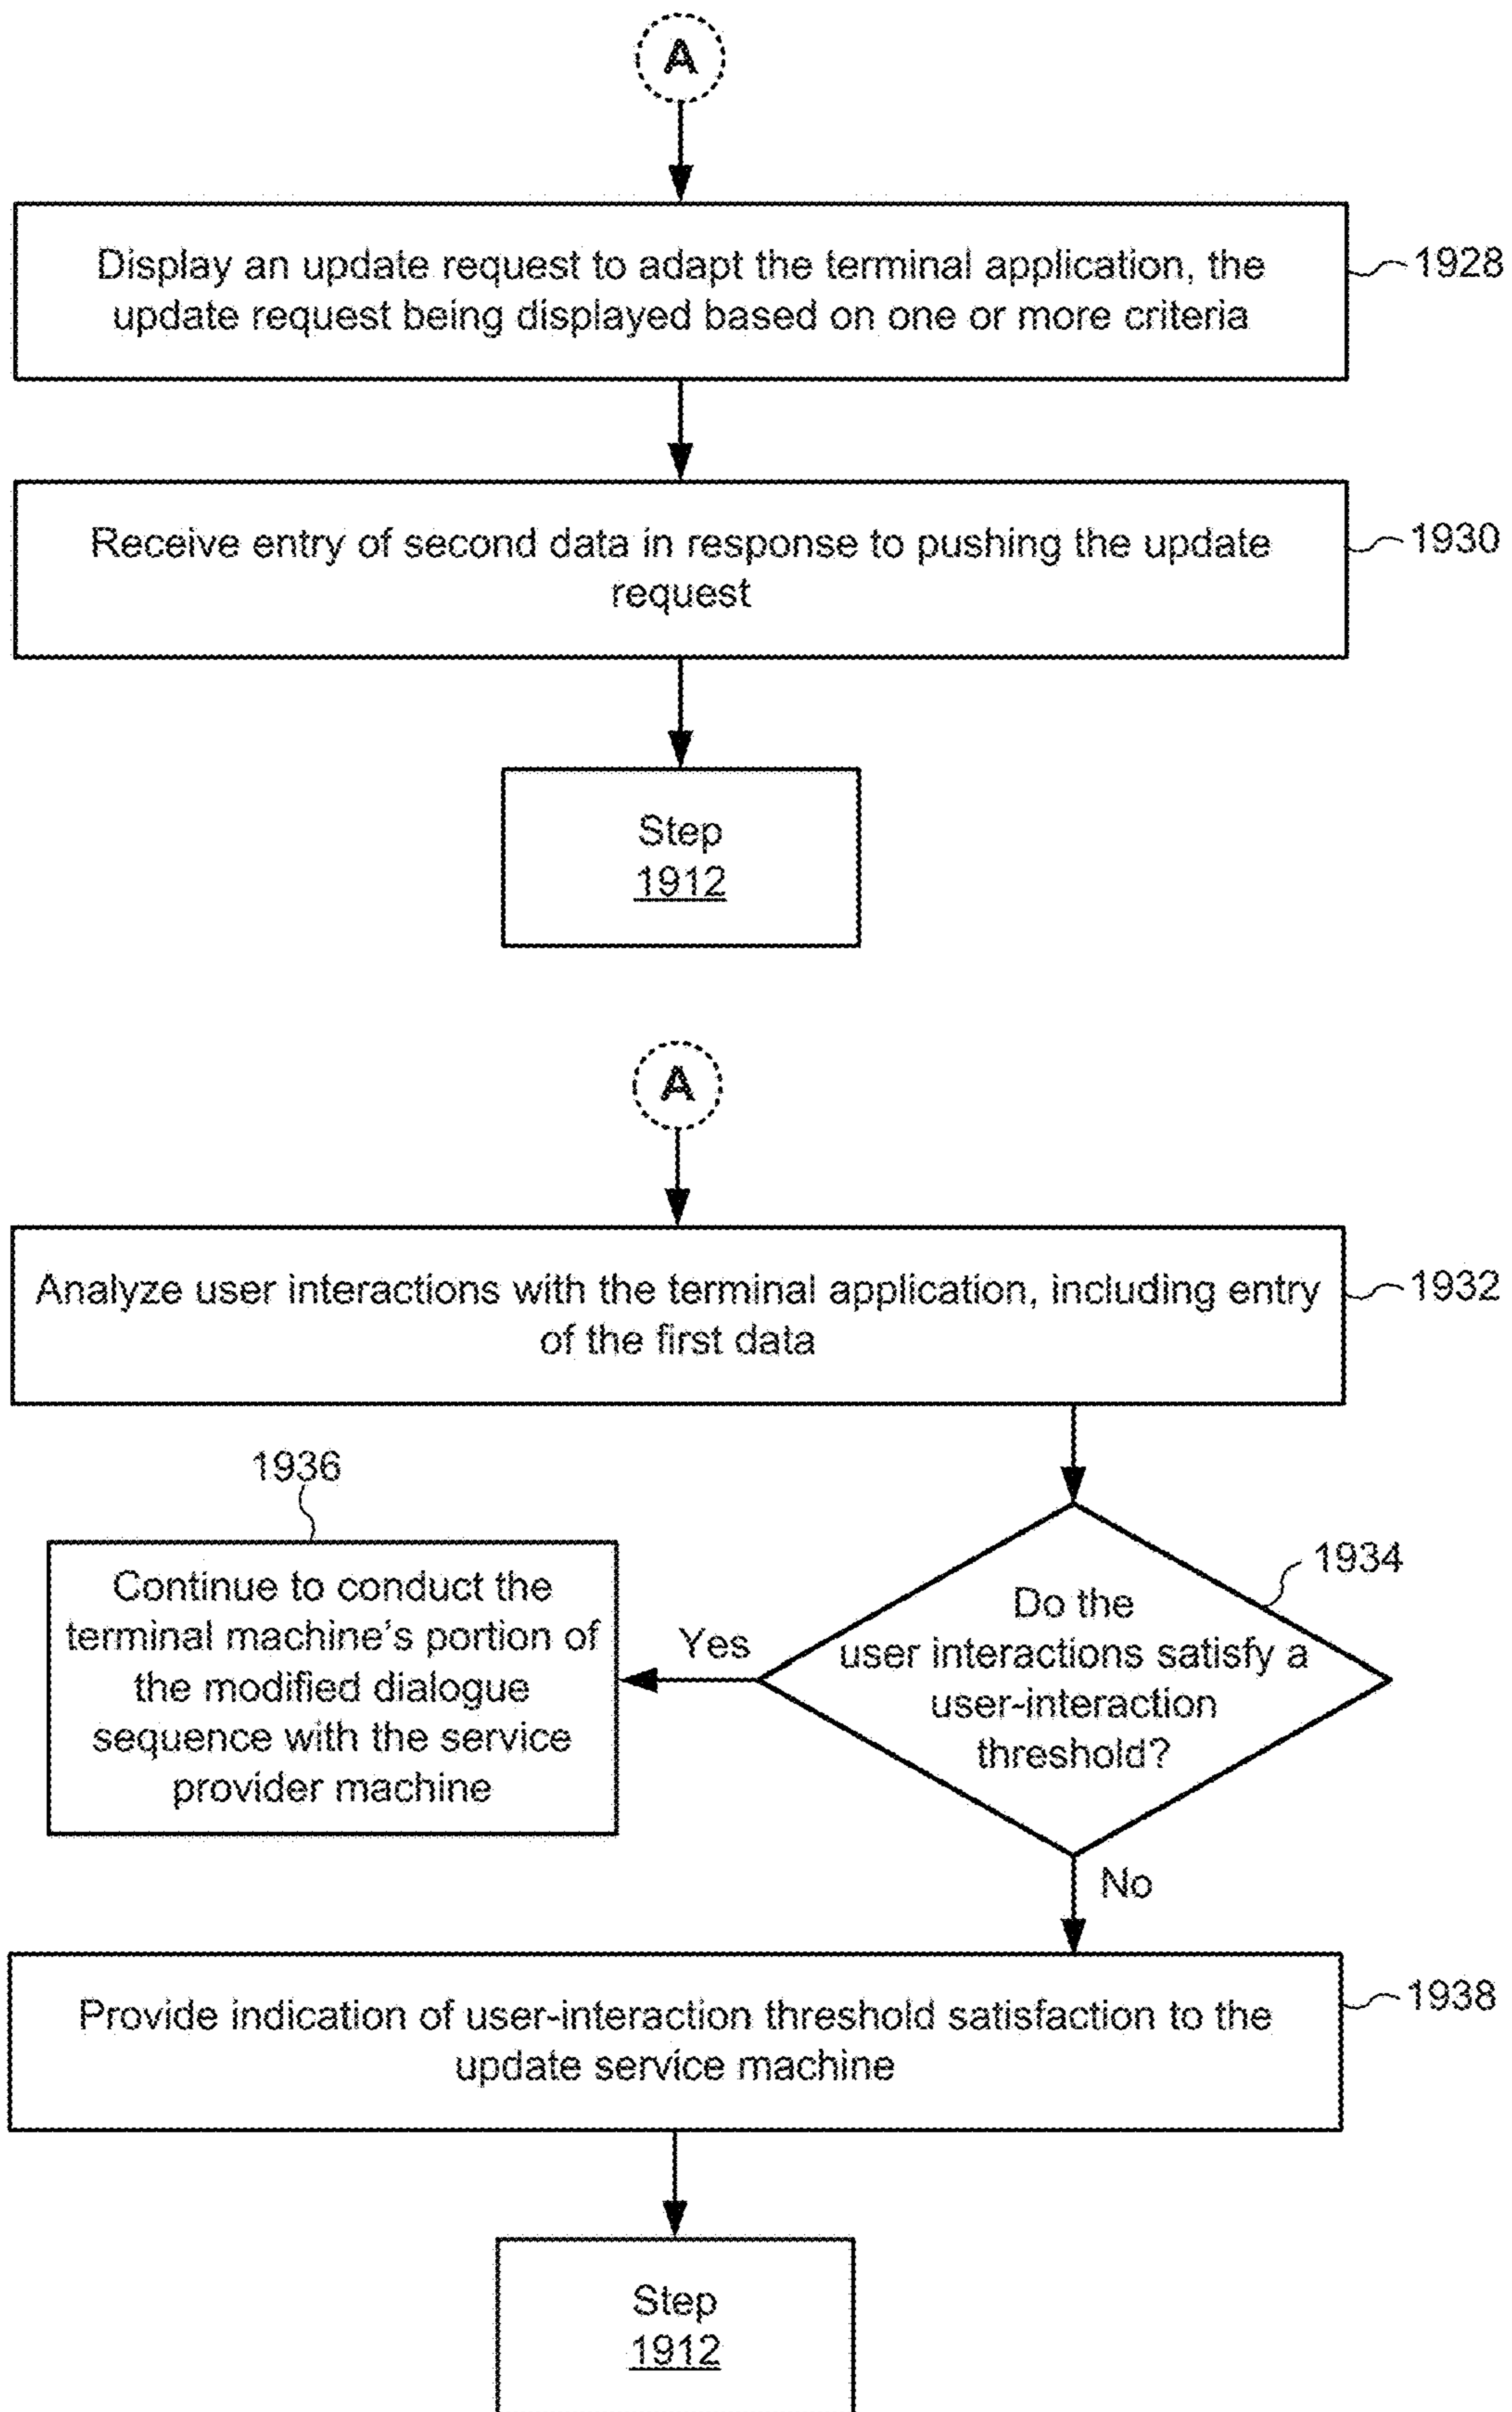 A
Display an update request to adapt the terminal application, the
update request being displayed based on one or more criteria
1928
Receive entry of second data in response to pushing the update
request
1930
Step
1912
A
Analyze user interactions with the terminal application, including entry
of the first data
1932
1936
Continue to conduct the
terminal machine's portion of
the modified dialogue
sequence with the service
provider machine
Yes
1934
Do the
user interactions satisfy a
user-interaction
threshold?
No
Provide indication of user-interaction threshold satisfaction to the
update service machine
1938
Step
1912